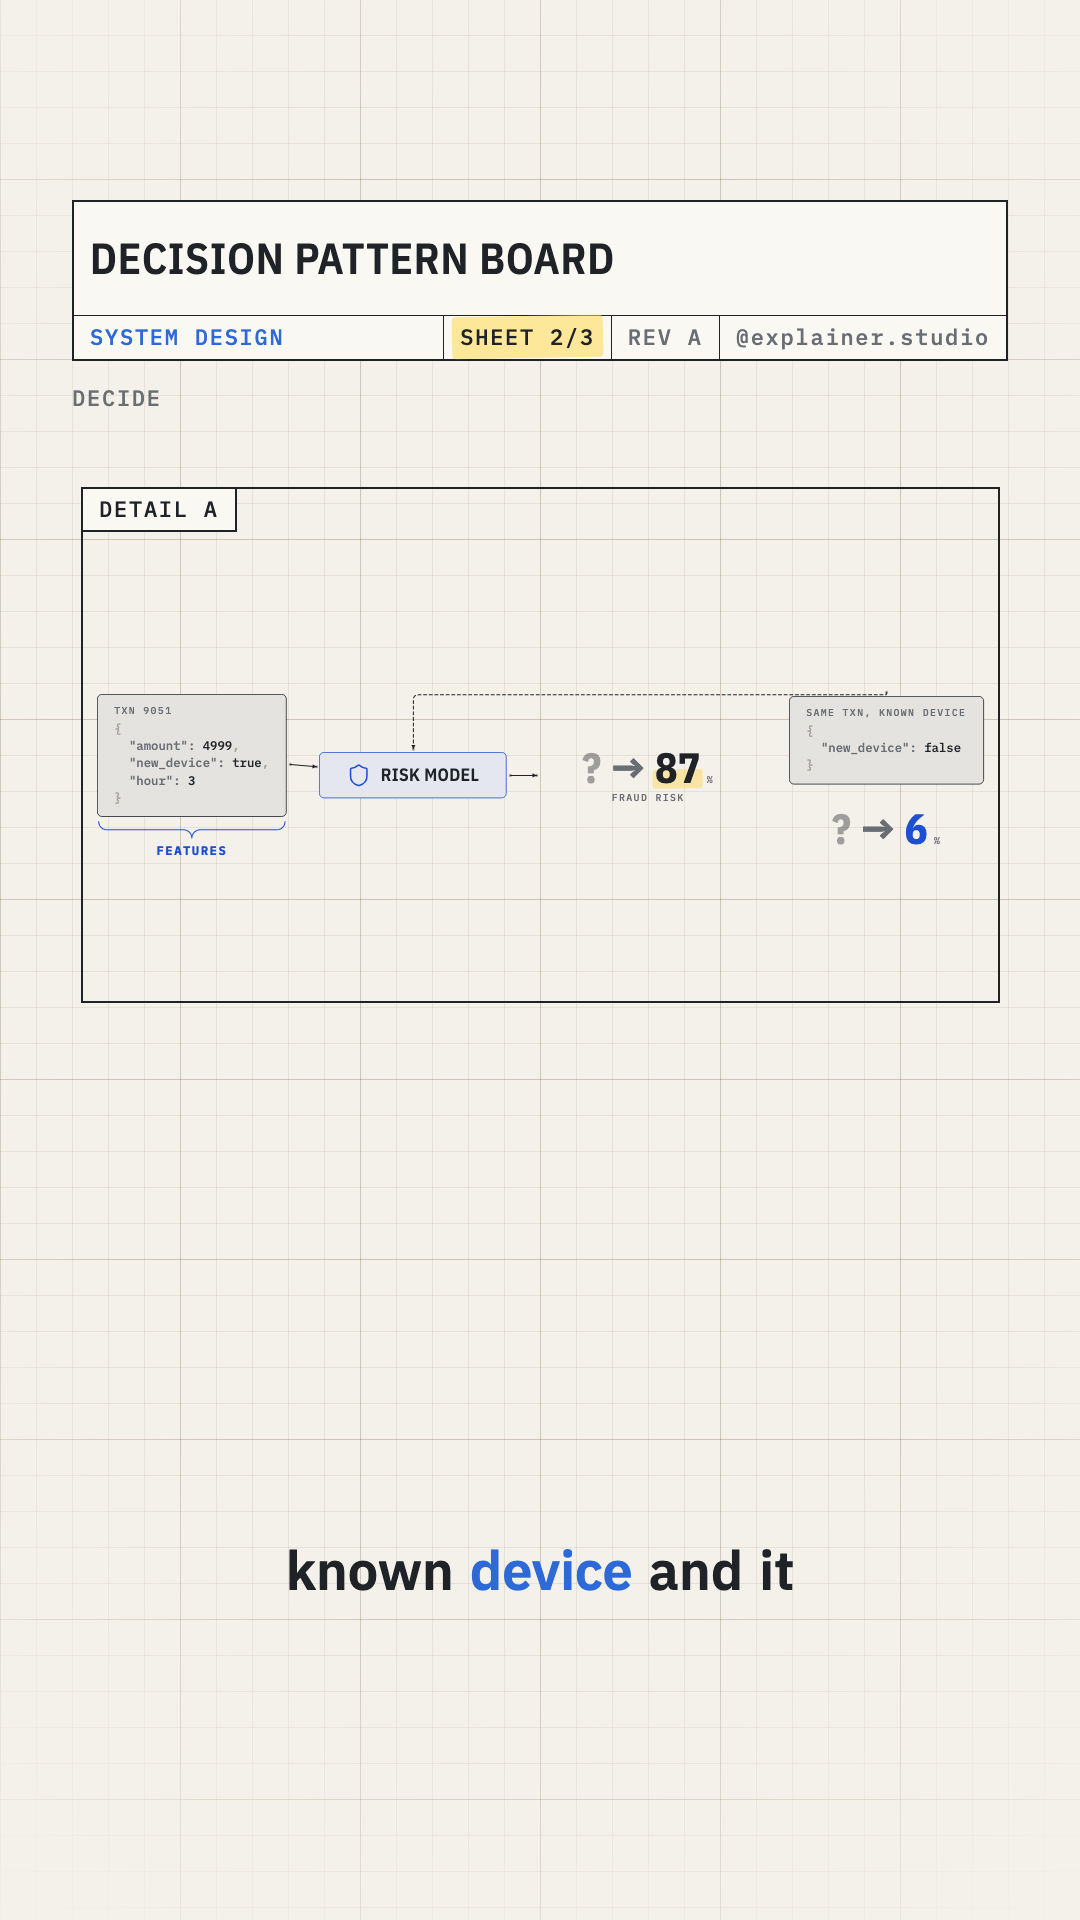 DECISION PATTERN BOARD
SYSTEM DESIGN
SHEET 2/3
REV A
@explainer.studio
DECIDE
DETAIL A
TXN 9051
{
"amount": 4999,
"new_device": true,
"hour": 3
}
FEATURES
RISK MODEL
? → 87 %
FRAUD RISK
SAME TXN, KNOWN DEVICE
{
"new_device": false
}
? → 6 %
known device and it